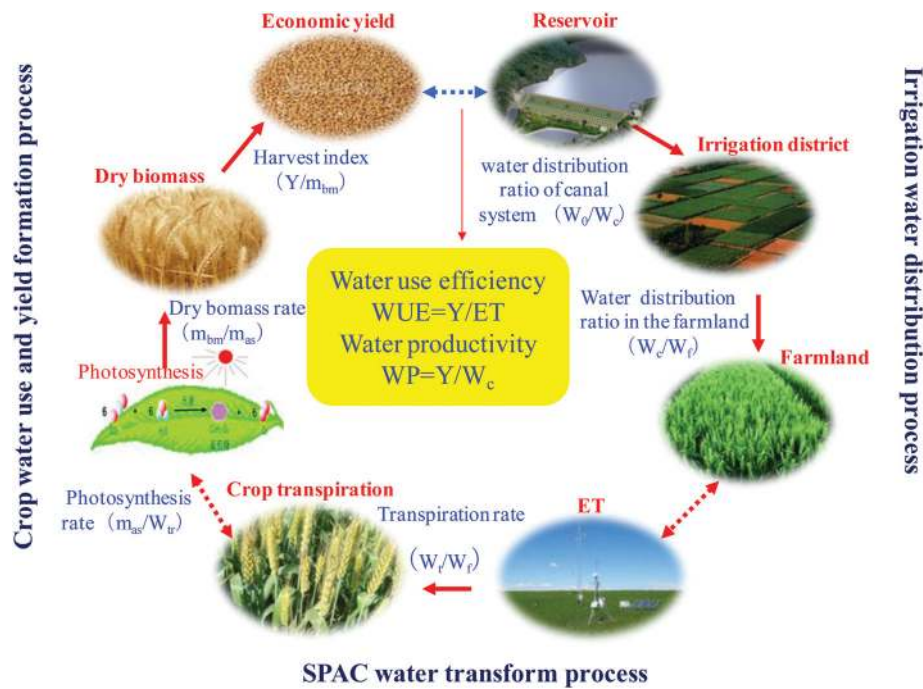 Economic yield
Reservoir
Harvest index
(Y/mbm)
water distribution
ratio of canal
system (W0/Wc)
Irrigation district
Dry biomass
Crop water use and yield formation process
Irrigation water distribution process
Water use efficiency
WUE=Y/ET
Water productivity
WP=Y/Wc
Dry bomass rate
(mbm/mas)
Water distribution
ratio in the farmland
(Wc/Wf)
Photosynthesis
Farmland
6 + 6
+ 6
Photosynthesis
rate (mas/Wtr)
Crop transpiration
Transpiration rate
(Wt/Wf)
ET
SPAC water transform process